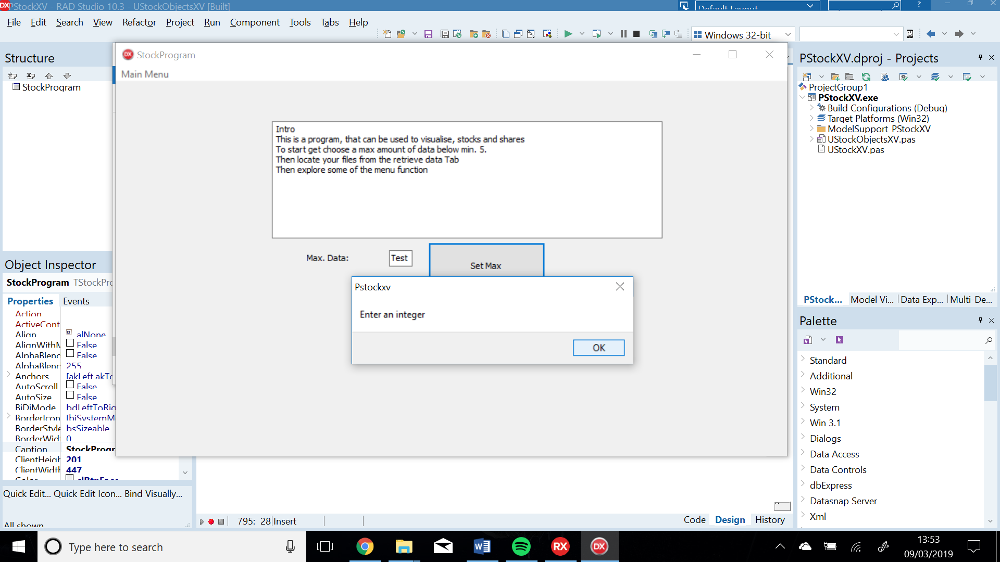 PStockXV - RAD Studio 10.3 - UStockObjectsXV [Built]
Default Layout
?
File Edit Search View Refactor Project Run Component Tools Tabs Help
Windows 32-bit
Structure
StockProgram
DX StockProgram
Main Menu
Intro
This is a program, that can be used to visualise, stocks and shares
To start get choose a max amount of data below min. 5.
Then locate your files from the retrieve data Tab
Then explore some of the menu function
Max. Data:
Test
Set Max
Pstockxv
Enter an integer
OK
Object Inspector
StockProgram TStockPro
Properties Events
Action
ActiveCont
Align alNone
AlignWithM False
AlphaBlend False
AlphaBlend 255
Anchors [akLeft,akTo
AutoScroll False
AutoSize False
BiDiMode bdLeftToRig
BorderIcon [biSystemM
BorderStyle bsSizeable
BorderWidt 0
Caption StockProgr
ClientHeigh 201
ClientWidth 447
Color clBtnFace
Quick Edit... Quick Edit Icon... Bind Visually...
All shown
795: 28 Insert
Code Design History
PStockXV.dproj - Projects
ProjectGroup1
PStockXV.exe
Build Configurations (Debug)
Target Platforms (Win32)
ModelSupport_PStockXV
UStockObjectsXV.pas
UStockXV.pas
PStock... Model Vi... Data Exp... Multi-De...
Palette
Standard
Additional
Win32
System
Win 3.1
Dialogs
Data Access
Data Controls
dbExpress
Datasnap Server
Xml
Type here to search
RX
DX
13:53
09/03/2019